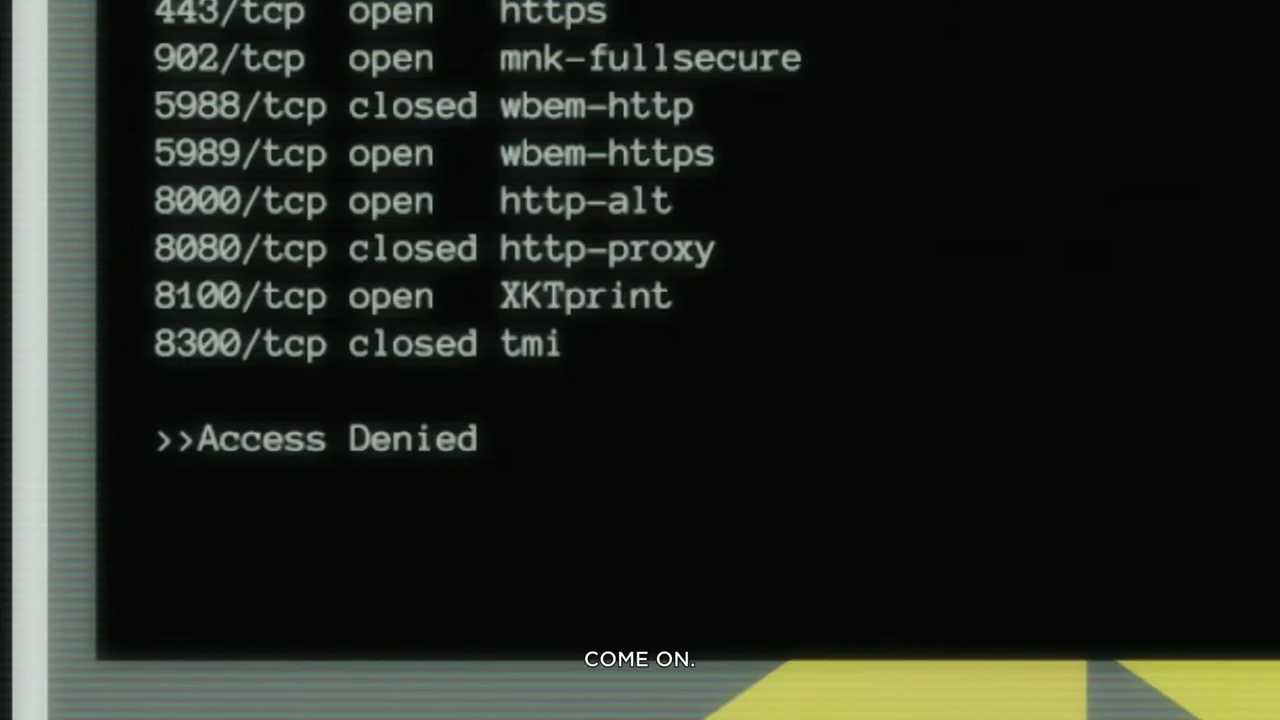 443/tcp open https
902/tcp open mnk-fullsecure
5988/tcp closed wbem-http
5989/tcp open wbem-https
8000/tcp open http-alt
8080/tcp closed http-proxy
8100/tcp open XKTprint
8300/tcp closed tmi
>>Access Denied
COME ON.